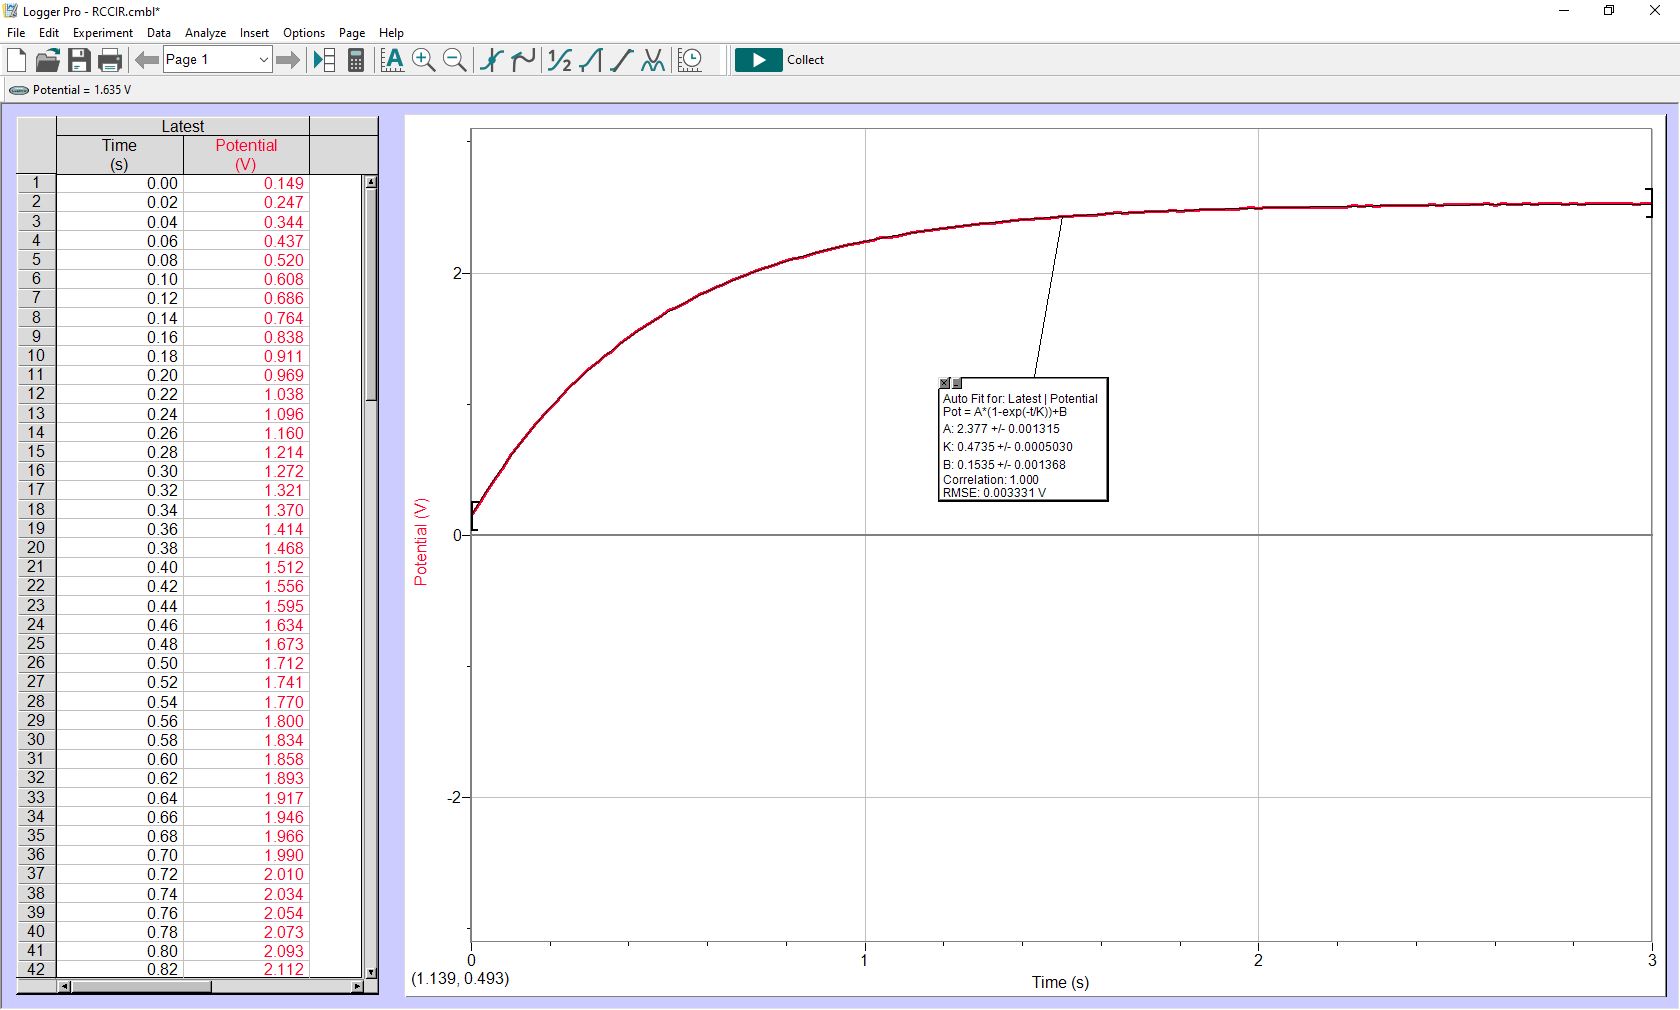 Logger Pro - RCCIR.cmbl*
File Edit Experiment Data Analyze Insert Options Page Help
Page 1
Collect
Potential = 1.635 V
Latest
Time Potential
(s) (V)
1 0.00 0.149
2 0.02 0.247
3 0.04 0.344
4 0.06 0.437
5 0.08 0.520
6 0.10 0.608
7 0.12 0.686
8 0.14 0.764
9 0.16 0.838
10 0.18 0.911
11 0.20 0.969
12 0.22 1.038
13 0.24 1.096
14 0.26 1.160
15 0.28 1.214
16 0.30 1.272
17 0.32 1.321
18 0.34 1.370
19 0.36 1.414
20 0.38 1.468
21 0.40 1.512
22 0.42 1.556
23 0.44 1.595
24 0.46 1.634
25 0.48 1.673
26 0.50 1.712
27 0.52 1.741
28 0.54 1.770
29 0.56 1.800
30 0.58 1.834
31 0.60 1.858
32 0.62 1.893
33 0.64 1.917
34 0.66 1.946
35 0.68 1.966
36 0.70 1.990
37 0.72 2.010
38 0.74 2.034
39 0.76 2.054
40 0.78 2.073
41 0.80 2.093
42 0.82 2.112
Potential (V)
2
0
-2
Auto Fit for: Latest | Potential
Pot = A*(1-exp(-t/K))+B
A: 2.377 +/- 0.001315
K: 0.4735 +/- 0.0005030
B: 0.1535 +/- 0.001368
Correlation: 1.000
RMSE: 0.003331 V
0 1 2 3
(1.139, 0.493)
Time (s)